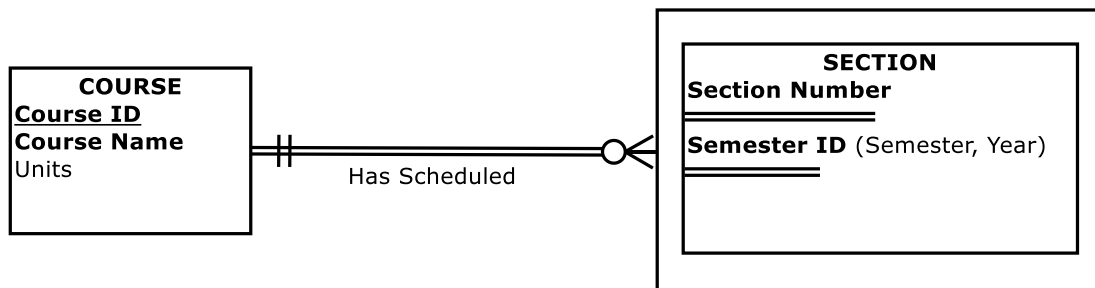 COURSE
Course ID
Course Name
Units
Has Scheduled
SECTION
Section Number
Semester ID (Semester, Year)